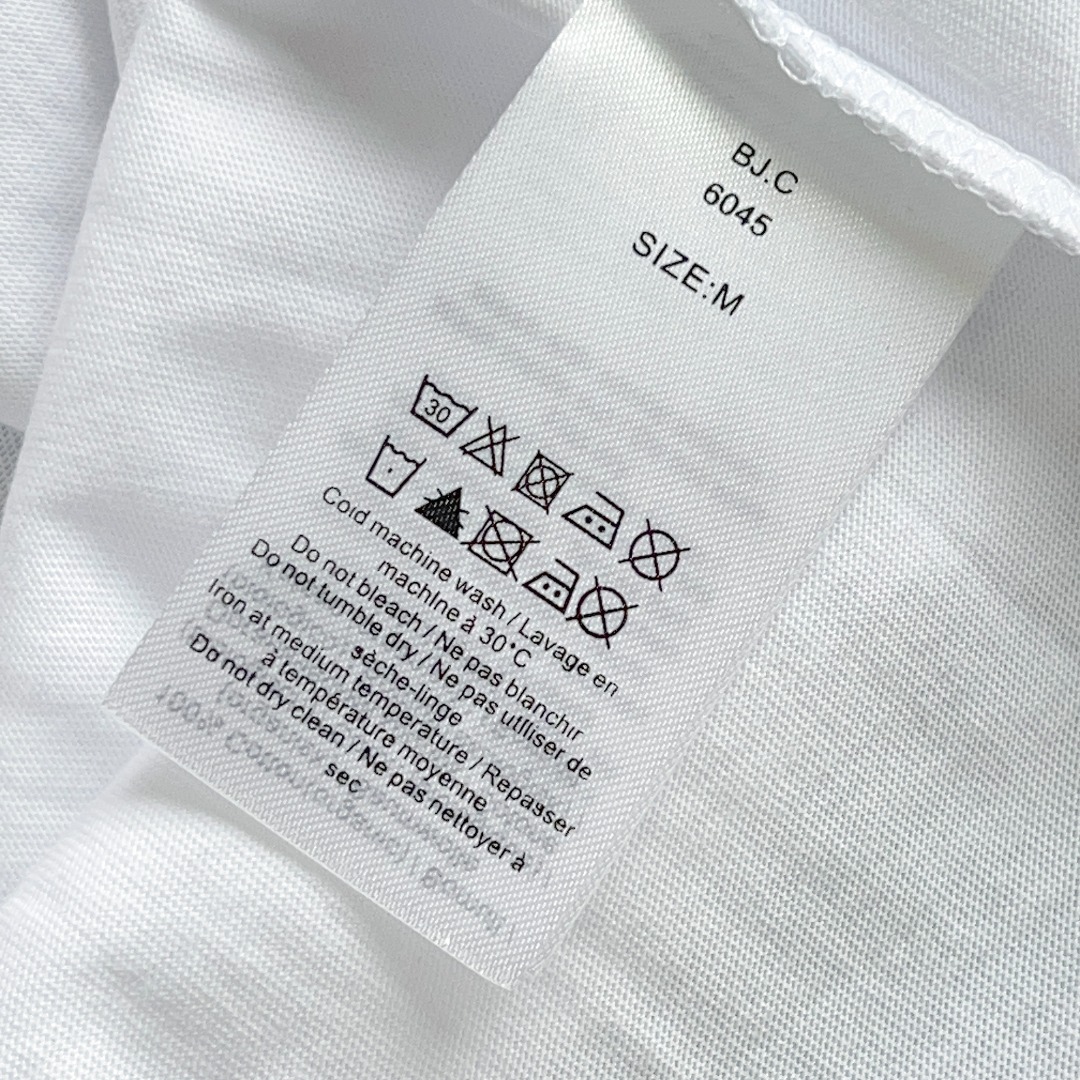 BJ.C
6045
SIZE:M
30
Cold machine wash / Lavage en
machine à 30°C
Do not bleach / Ne pas blanchir
Do not tumble dry / Ne pas utiliser de
sèche-linge
Iron at medium temperature / Repasser
à température moyenne
Do not dry clean / Ne pas nettoyer à
sec